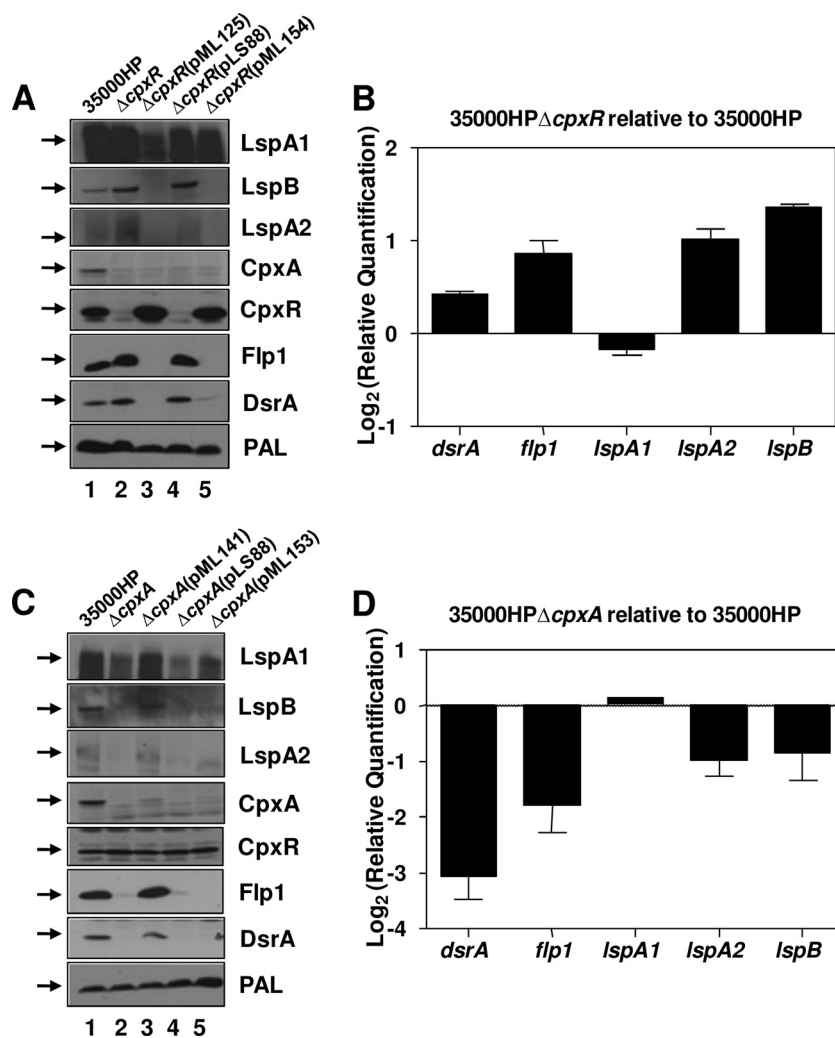 A
35000HP
ΔcpxR
ΔcpxR(pML125)
ΔcpxR(pLS88)
ΔcpxR(pML154)
LspA1
LspB
LspA2
CpxA
CpxR
Flp1
DsrA
PAL
1 2 3 4 5
B
35000HPΔcpxR relative to 35000HP
Log2 (Relative Quantification)
2
1
0
-1
dsrA flp1 lspA1 lspA2 lspB
C
35000HP
ΔcpxA
ΔcpxA(pML141)
ΔcpxA(pLS88)
ΔcpxA(pML153)
LspA1
LspB
LspA2
CpxA
CpxR
Flp1
DsrA
PAL
1 2 3 4 5
D
35000HPΔcpxA relative to 35000HP
Log2 (Relative Quantification)
1
0
-1
-2
-3
-4
dsrA flp1 lspA1 lspA2 lspB